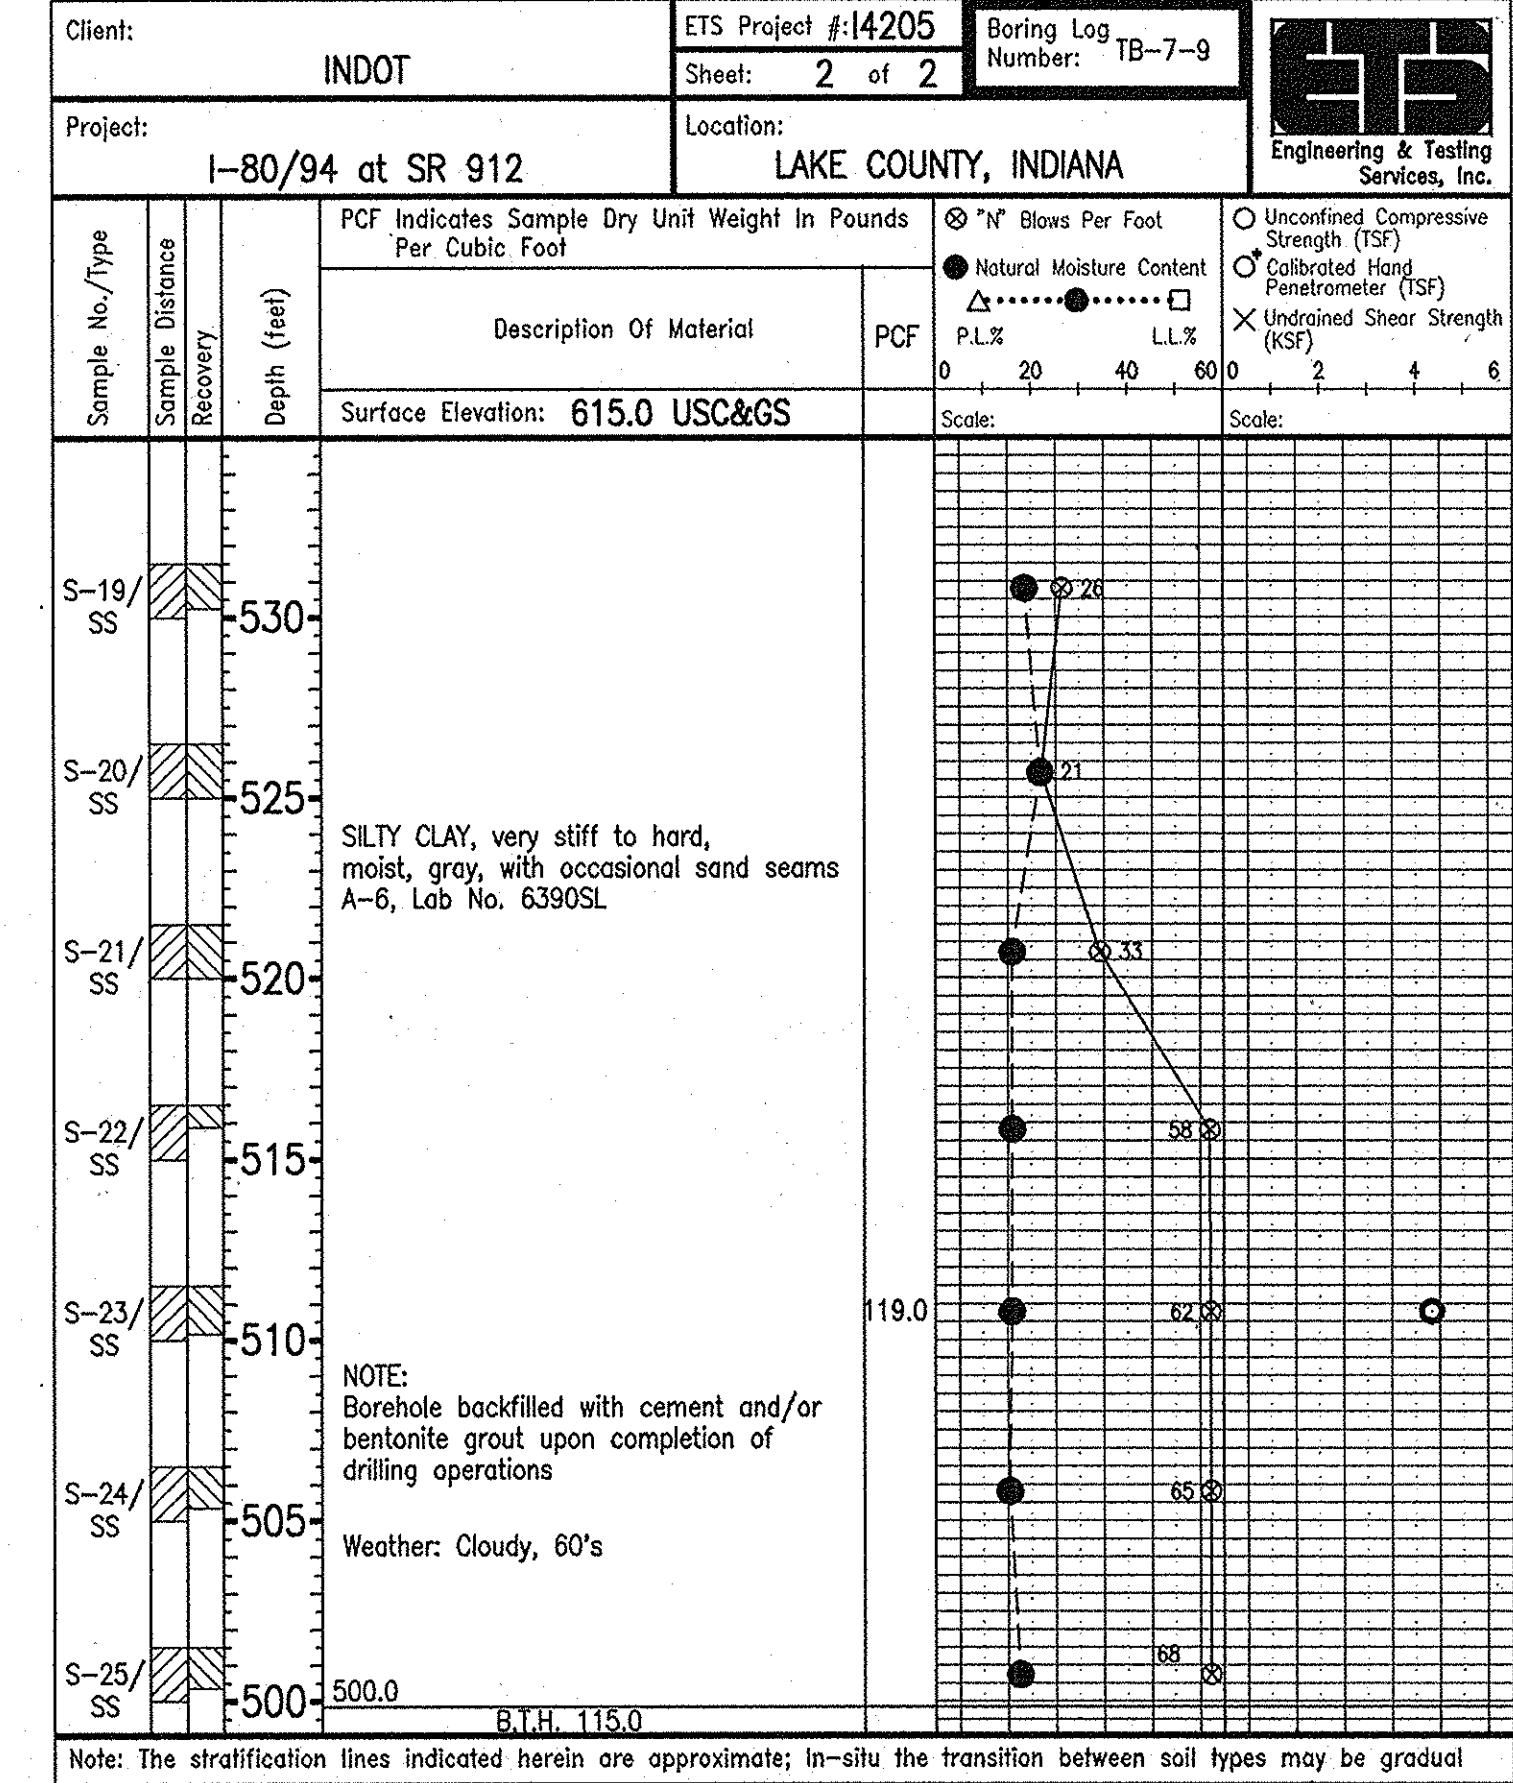 Client:
INDOT
ETS Project #:14205
Sheet: 2 of 2
Boring Log
Number: TB-7-9
ETS
Engineering & Testing
Services, Inc.
Project:
I-80/94 at SR 912
Location:
LAKE COUNTY, INDIANA
Sample No./Type
Sample Distance
Recovery
Depth (feet)
PCF Indicates Sample Dry Unit Weight In Pounds
Per Cubic Foot
Description Of Material
PCF
Surface Elevation: 615.0 USC&GS
"N" Blows Per Foot
Natural Moisture Content
P.L.% L.L.%
0 20 40 60
Scale:
Unconfined Compressive
Strength (TSF)
* Calibrated Hand
Penetrometer (TSF)
Undrained Shear Strength
(KSF)
0 2 4 6
Scale:
S-19/
SS
530
26
S-20/
SS
525
21
SILTY CLAY, very stiff to hard,
moist, gray, with occasional sand seams
A-6, Lab No. 6390SL
S-21/
SS
520
33
S-22/
SS
515
58
S-23/
SS
510
119.0
62
NOTE:
Borehole backfilled with cement and/or
bentonite grout upon completion of
drilling operations
S-24/
SS
505
65
Weather: Cloudy, 60's
S-25/
SS
500
68
500.0
B.T.H. 115.0
Note: The stratification lines indicated herein are approximate; In-situ the transition between soil types may be gradual